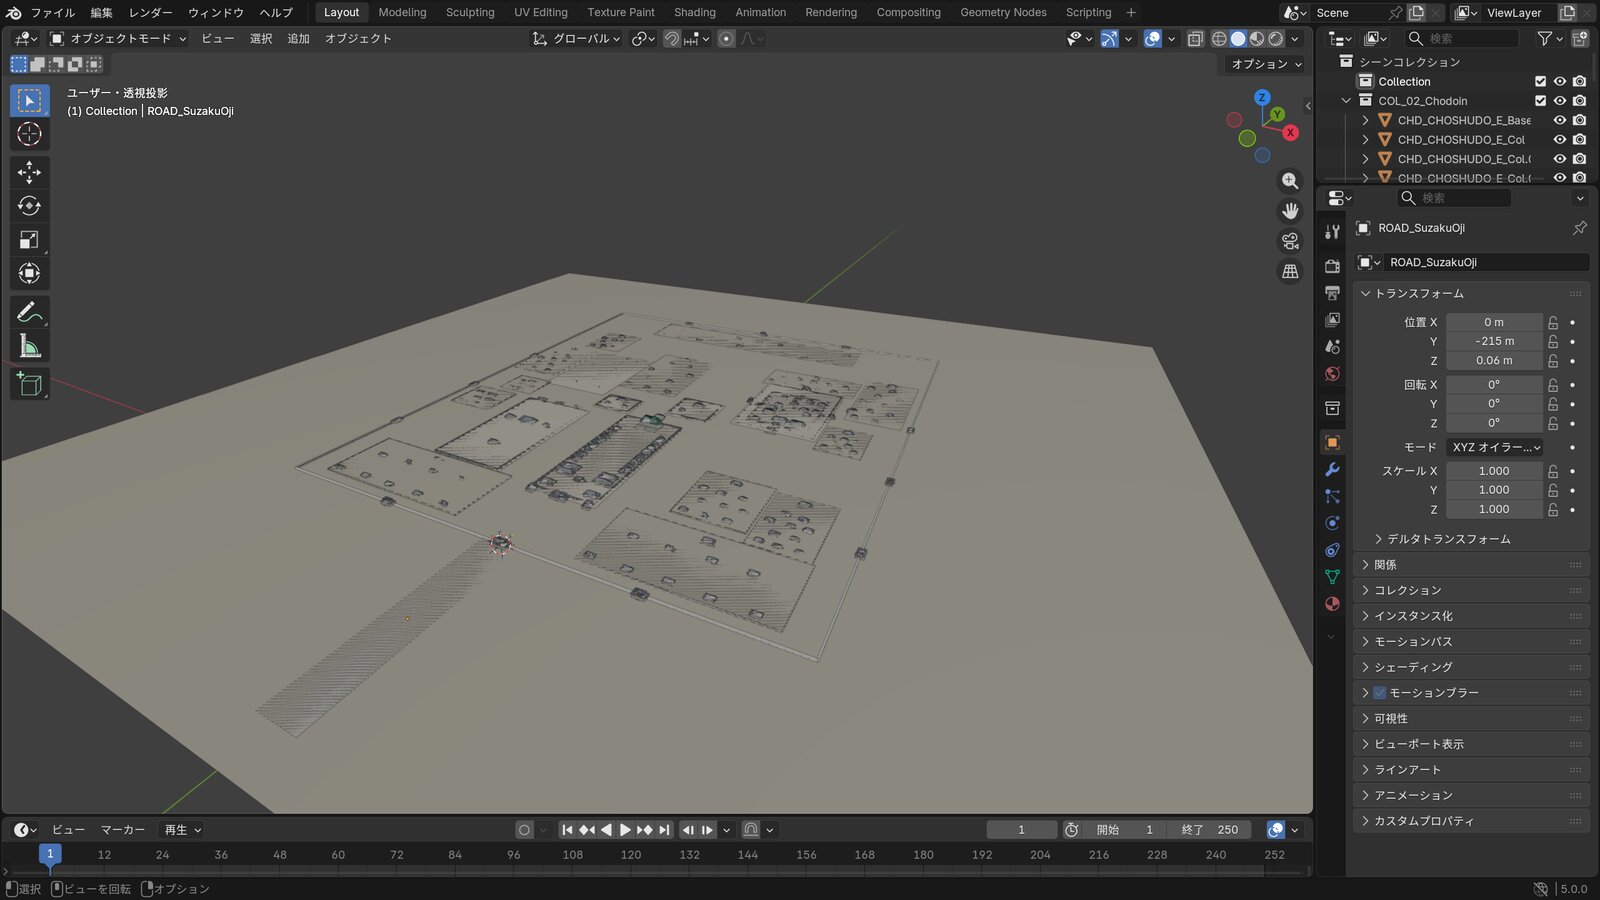 ファイル 編集 レンダー ウィンドウ ヘルプ Layout Modeling Sculpting UV Editing Texture Paint Shading Animation Rendering Compositing Geometry Nodes Scripting + Scene ViewLayer
オブジェクトモード ビュー 選択 追加 オブジェクト グローバル 検索
オプション
シーンコレクション
Collection
COL_02_Chodoin
CHD_CHOSHUDO_E_Base
CHD_CHOSHUDO_E_Col
CHD_CHOSHUDO_E_Col.
CHD_CHOSHUDO_E_Col.
ユーザー・透視投影
(1) Collection | ROAD_SuzakuOji
Z
Y
X
検索
ROAD_SuzakuOji
ROAD_SuzakuOji
トランスフォーム
位置 X 0 m
Y -215 m
Z 0.06 m
回転 X 0°
Y 0°
Z 0°
モード XYZ オイラー...
スケール X 1.000
Y 1.000
Z 1.000
デルタトランスフォーム
関係
コレクション
インスタンス化
モーションパス
シェーディング
モーションブラー
可視性
ビューポート表示
ラインアート
アニメーション
カスタムプロパティ
ビュー マーカー 再生 1 開始 1 終了 250
1 12 24 36 48 60 72 84 96 108 120 132 144 156 168 180 192 204 216 228 240 252
選択 ビューを回転 オプション 5.0.0